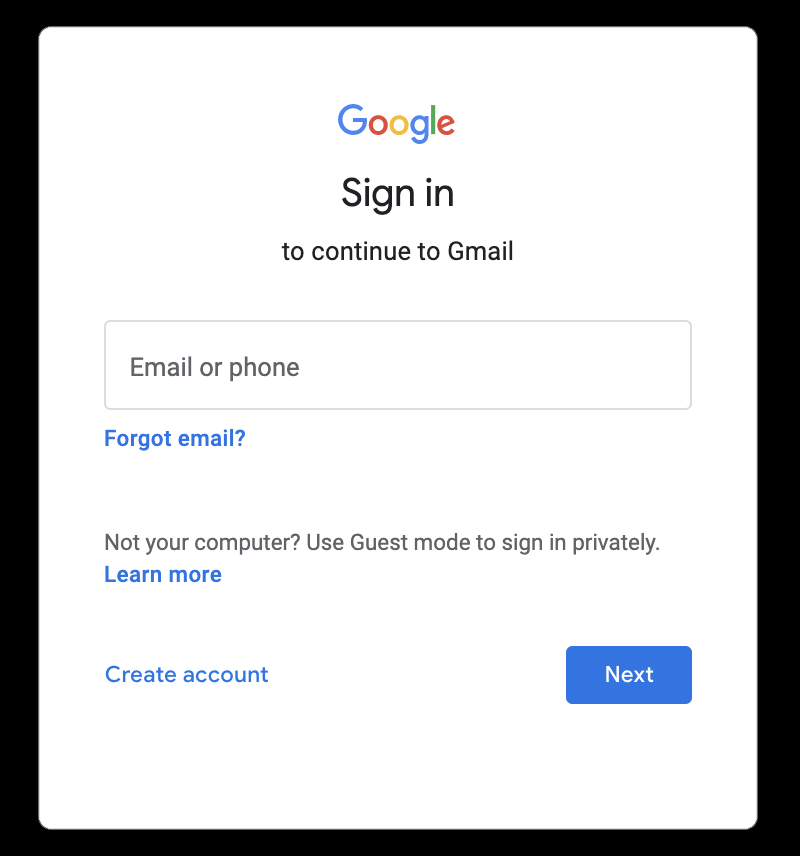 Google
Sign in
to continue to Gmail
Email or phone
Forgot email?
Not your computer? Use Guest mode to sign in privately.
Learn more
Create account
Next